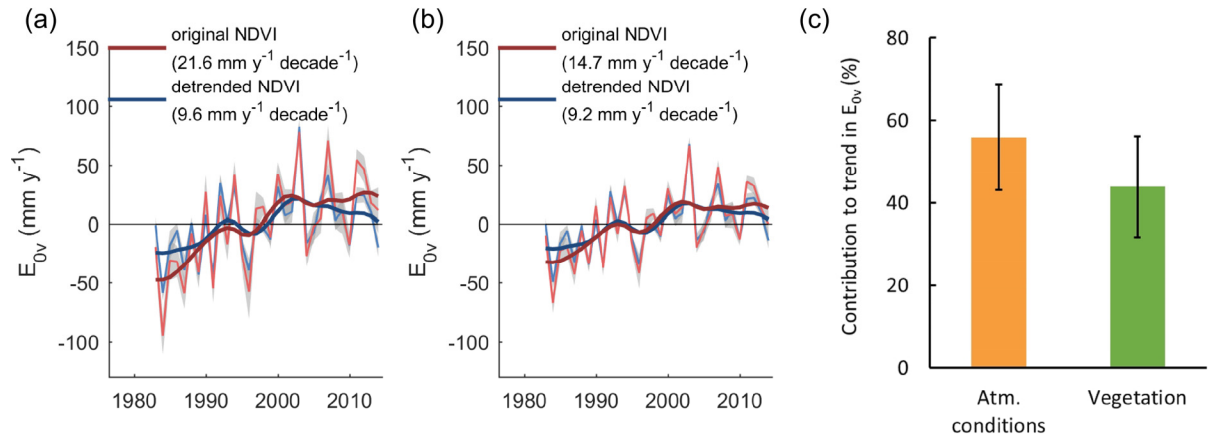 (a)
original NDVI
(21.6 mm y⁻¹ decade⁻¹)
detrended NDVI
(9.6 mm y⁻¹ decade⁻¹)
150
100
50
0
-50
-100
E₀ᵥ (mm y⁻¹)
1980 1990 2000 2010
(b)
original NDVI
(14.7 mm y⁻¹ decade⁻¹)
detrended NDVI
(9.2 mm y⁻¹ decade⁻¹)
150
100
50
0
-50
-100
E₀ᵥ (mm y⁻¹)
1980 1990 2000 2010
(c)
Contribution to trend in E₀ᵥ (%)
80
60
40
20
0
Atm.
conditions
Vegetation